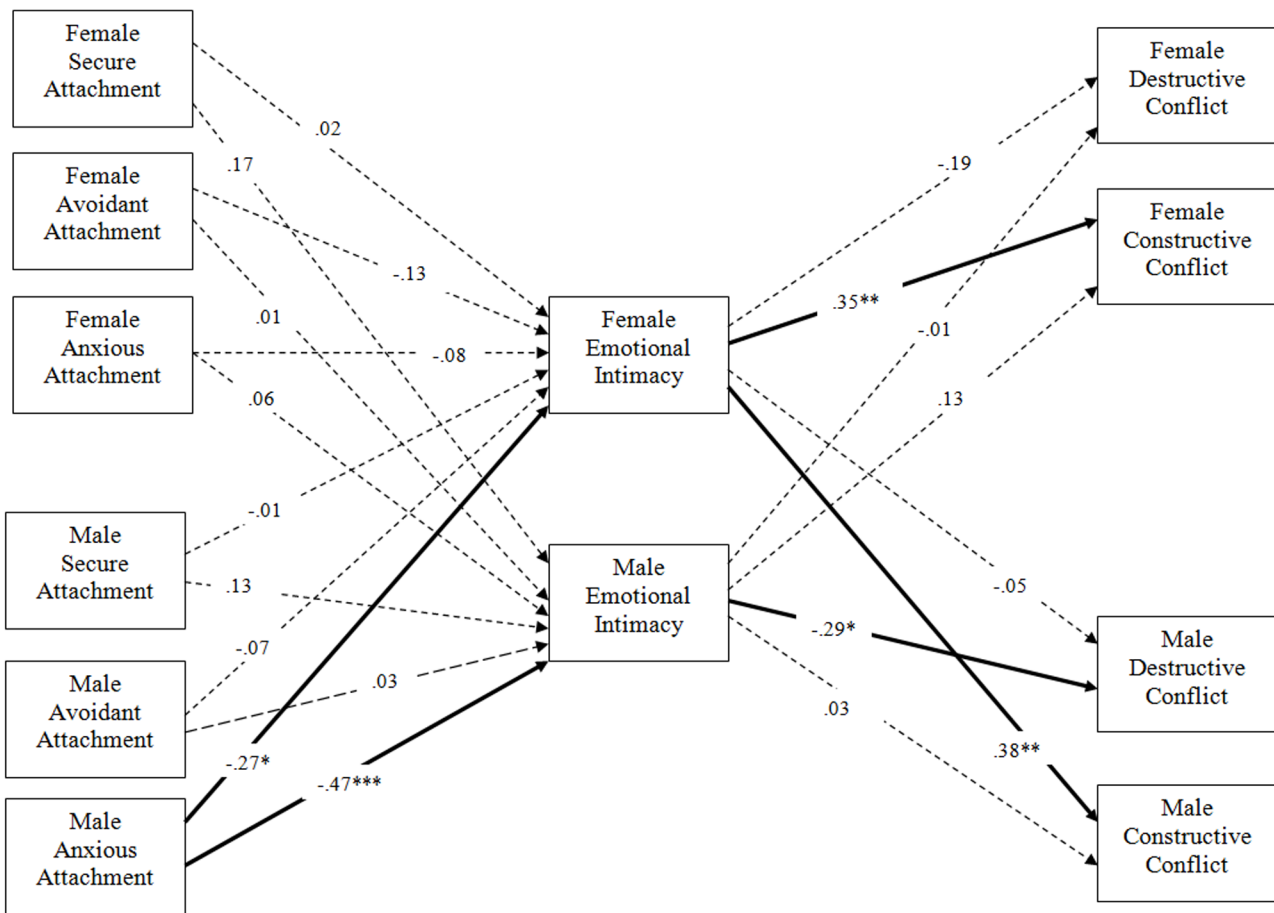 Female
Secure
Attachment
Female
Avoidant
Attachment
Female
Anxious
Attachment
Male
Secure
Attachment
Male
Avoidant
Attachment
Male
Anxious
Attachment
.02
.17
-.13
.01
-.08
.06
-.01
.13
-.07
.03
-.27*
-.47***
Female
Emotional
Intimacy
Male
Emotional
Intimacy
-.19
.35**
-.01
.13
-.05
-.29*
.03
.38**
Female
Destructive
Conflict
Female
Constructive
Conflict
Male
Destructive
Conflict
Male
Constructive
Conflict